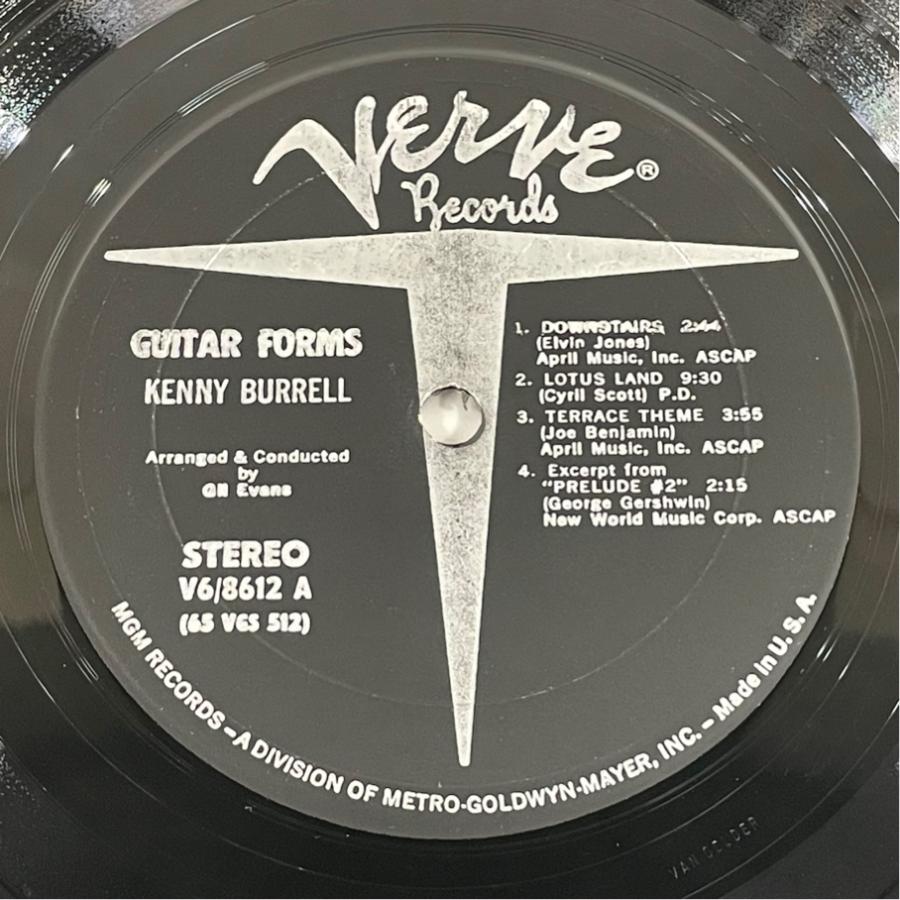 Verve®
Records
GUITAR FORMS
KENNY BURRELL
Arranged & Conducted
by
Gil Evans
STEREO
V6/8612 A
(65 VGS 512)
1. DOWNSTAIRS 2:44
(Elvin Jones)
April Music, Inc. ASCAP
2. LOTUS LAND 9:30
(Cyril Scott) P.D.
3. TERRACE THEME 3:55
(Joe Benjamin)
April Music, Inc. ASCAP
4. Excerpt from
"PRELUDE #2" 2:15
(George Gershwin)
New World Music Corp. ASCAP
MGM RECORDS – A DIVISION OF METRO-GOLDWYN-MAYER, INC. – Made in U. S. A.
VAN GELDER